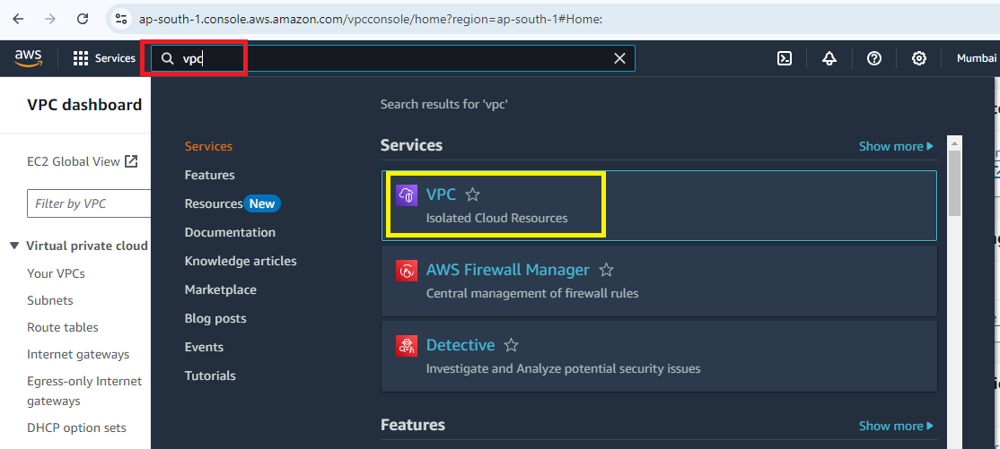 ap-south-1.console.aws.amazon.com/vpcconsole/home?region=ap-south-1#Home:
aws
Services
vpc
Mumbai
VPC dashboard
EC2 Global View
Filter by VPC
Virtual private cloud
Your VPCs
Subnets
Route tables
Internet gateways
Egress-only Internet
gateways
DHCP option sets
Services
Features
Resources New
Documentation
Knowledge articles
Marketplace
Blog posts
Events
Tutorials
Search results for 'vpc'
Services
Show more
VPC
Isolated Cloud Resources
AWS Firewall Manager
Central management of firewall rules
Detective
Investigate and Analyze potential security issues
Features
Show more